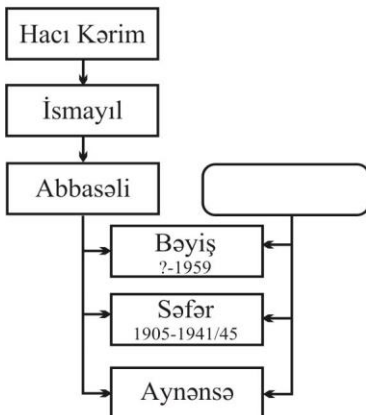 Hacı Kərim
İsmayıl
Abbasəli
Bəyiş
?-1959
Səfər
1905-1941/45
Aynənsə